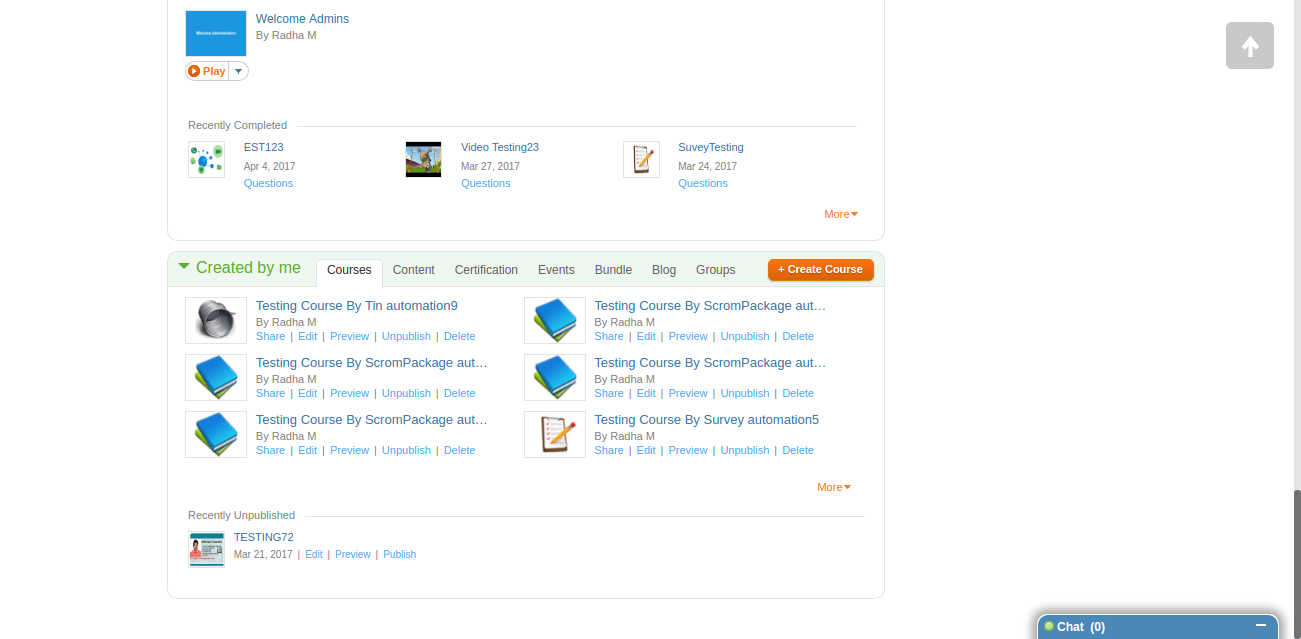 Welcome Admins
By Radha M
Play
Recently Completed
EST123
Apr 4, 2017
Questions
Video Testing23
Mar 27, 2017
Questions
SuveyTesting
Mar 24, 2017
Questions
More
Created by me
Courses
Content
Certification
Events
Bundle
Blog
Groups
+ Create Course
Testing Course By Tin automation9
By Radha M
Share | Edit | Preview | Unpublish | Delete
Testing Course By ScromPackage aut…
By Radha M
Share | Edit | Preview | Unpublish | Delete
Testing Course By ScromPackage aut…
By Radha M
Share | Edit | Preview | Unpublish | Delete
Testing Course By ScromPackage aut…
By Radha M
Share | Edit | Preview | Unpublish | Delete
Testing Course By ScromPackage aut…
By Radha M
Share | Edit | Preview | Unpublish | Delete
Testing Course By Survey automation5
By Radha M
Share | Edit | Preview | Unpublish | Delete
More
Recently Unpublished
TESTING72
Mar 21, 2017 | Edit | Preview | Publish
Chat (0)